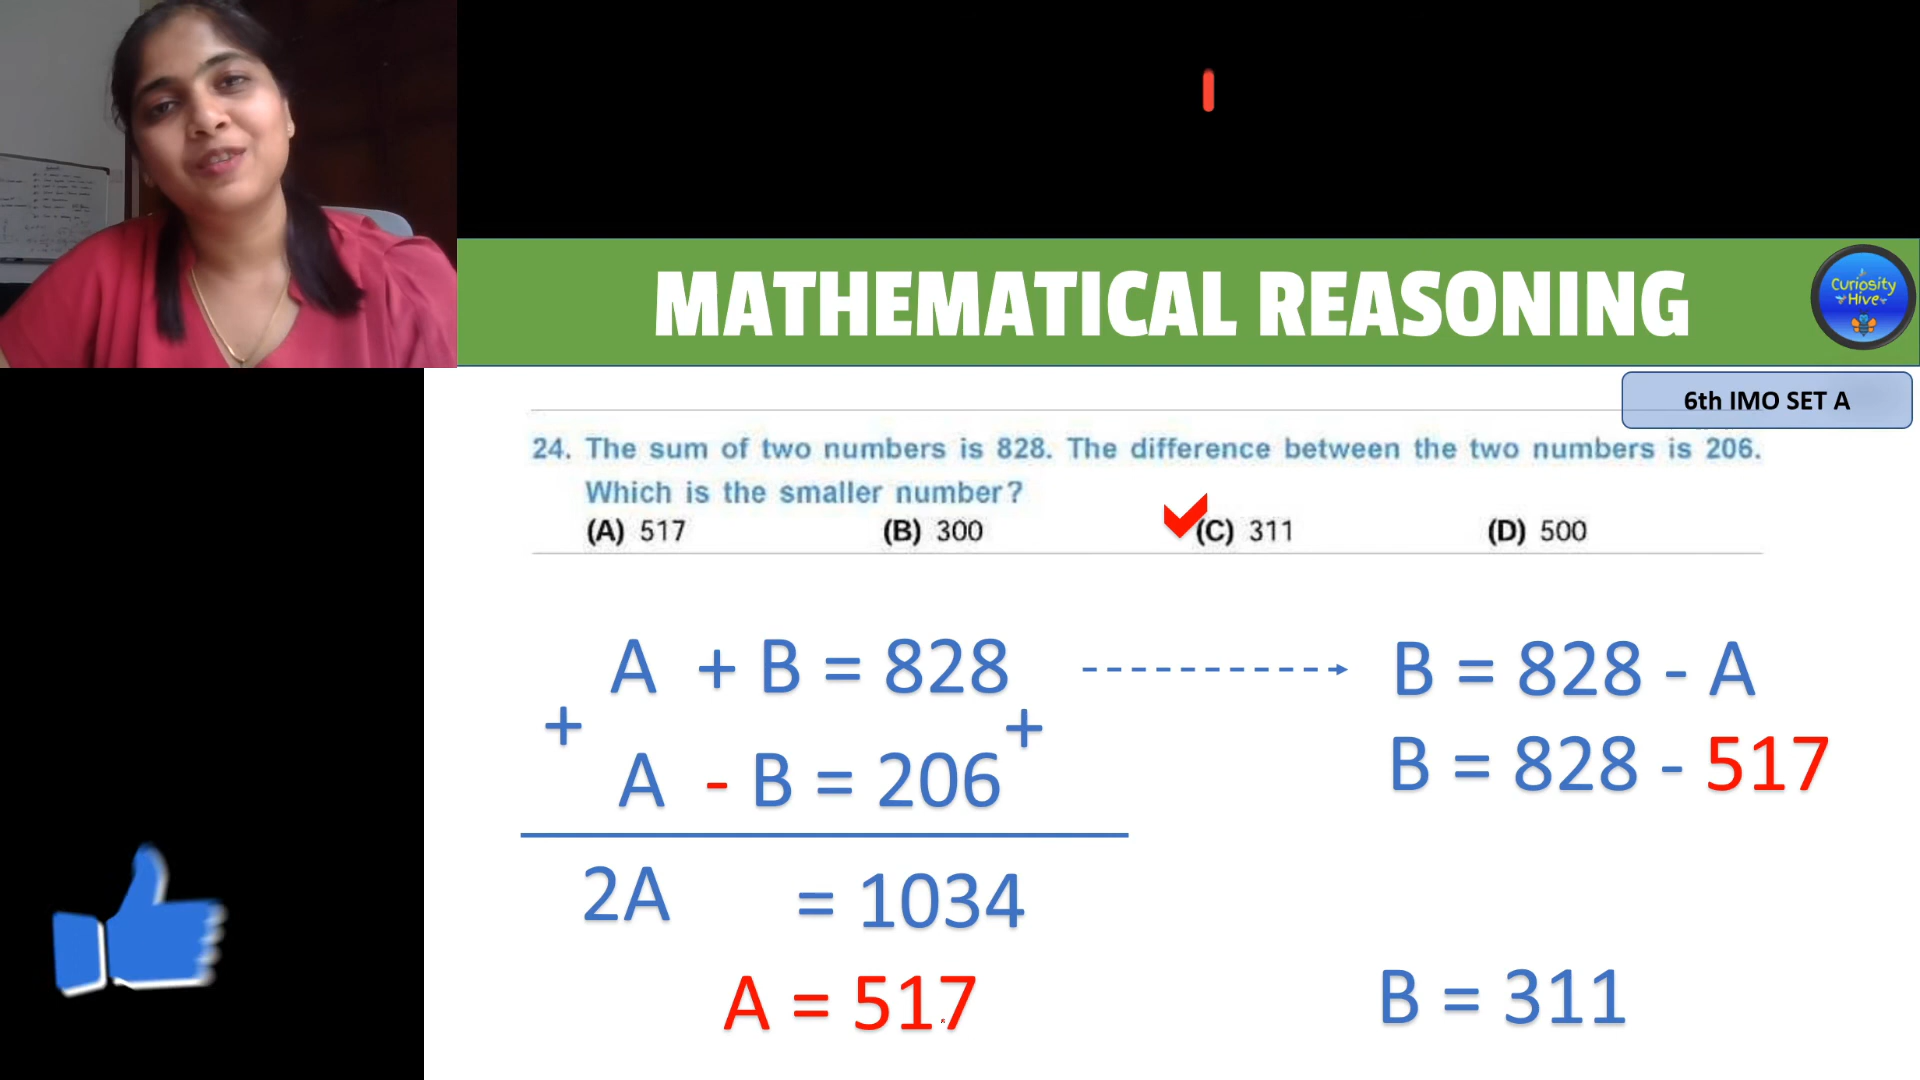 MATHEMATICAL REASONING
Curiosity
Hive
6th IMO SET A
24. The sum of two numbers is 828. The difference between the two numbers is 206.
Which is the smaller number?
(A) 517 (B) 300 (C) 311 (D) 500
A + B = 828
B = 828 - A
+ +
A - B = 206
B = 828 - 517
2A = 1034
A = 517
B = 311